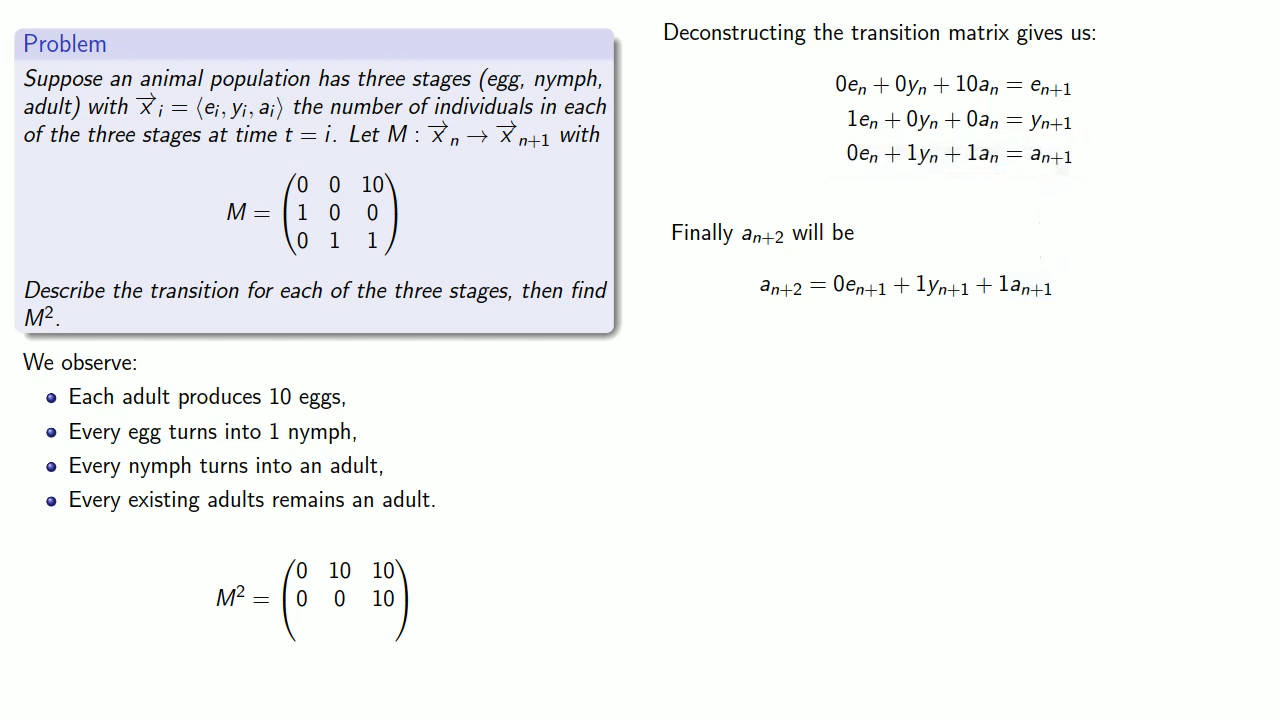 Problem
Suppose an animal population has three stages (egg, nymph,
adult) with x⃗ᵢ = ⟨eᵢ, yᵢ, aᵢ⟩ the number of individuals in each
of the three stages at time t = i. Let M : x⃗ₙ → x⃗ₙ₊₁ with
M = (0 0 10
1 0 0
0 1 1)
Describe the transition for each of the three stages, then find
M².
We observe:
Each adult produces 10 eggs,
Every egg turns into 1 nymph,
Every nymph turns into an adult,
Every existing adults remains an adult.
M² = (0 10 10
0 0 10)
Deconstructing the transition matrix gives us:
0eₙ + 0yₙ + 10aₙ = eₙ₊₁
1eₙ + 0yₙ + 0aₙ = yₙ₊₁
0eₙ + 1yₙ + 1aₙ = aₙ₊₁
Finally aₙ₊₂ will be
aₙ₊₂ = 0eₙ₊₁ + 1yₙ₊₁ + 1aₙ₊₁